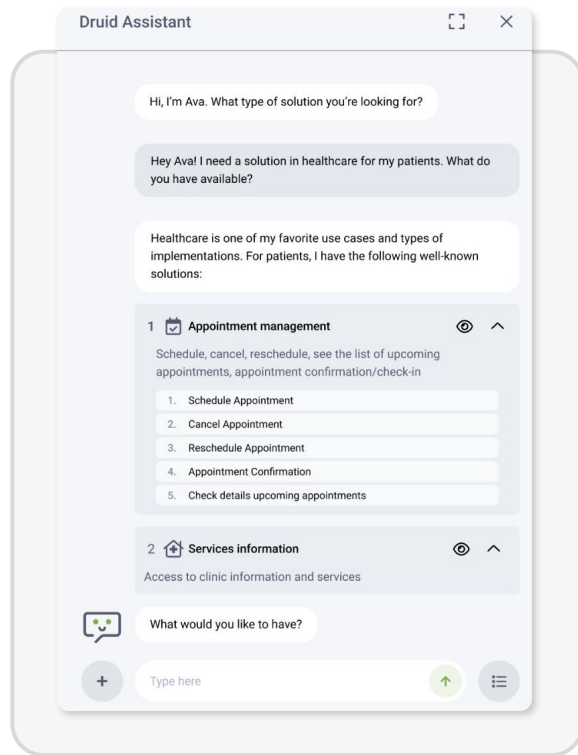 Druid Assistant
Hi, I'm Ava. What type of solution you're looking for?
Hey Ava! I need a solution in healthcare for my patients. What do
you have available?
Healthcare is one of my favorite use cases and types of
implementations. For patients, I have the following well-known
solutions:
1 Appointment management
Schedule, cancel, reschedule, see the list of upcoming
appointments, appointment confirmation/check-in
1. Schedule Appointment
2. Cancel Appointment
3. Reschedule Appointment
4. Appointment Confirmation
5. Check details upcoming appointments
2 Services information
Access to clinic information and services
What would you like to have?
Type here